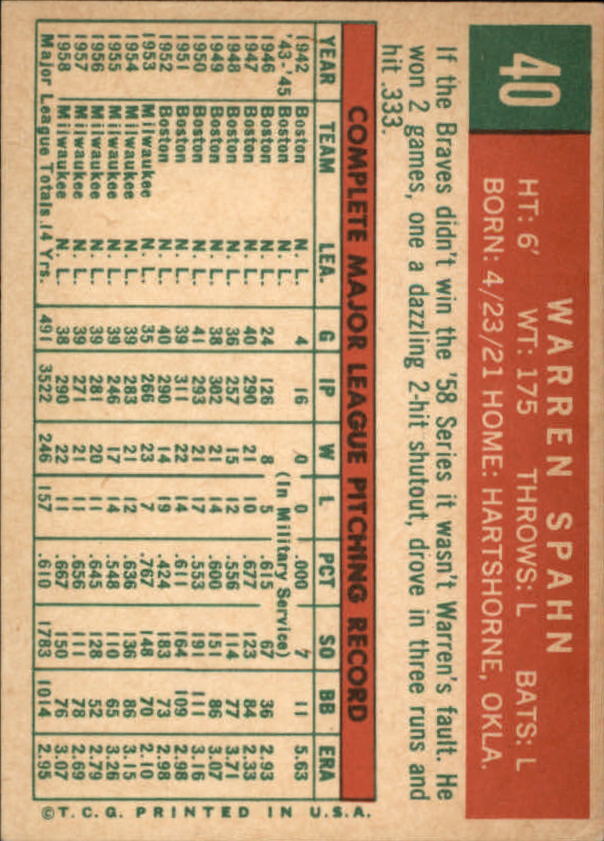 40
WARREN SPAHN
HT: 6' WT: 175 THROWS: L BATS: L
BORN: 4/23/21 HOME: HARTSHORNE, OKLA.
If the Braves didn't win the '58 Series it wasn't Warren's fault. He
won 2 games, one a dazzling 2-hit shutout, drove in three runs and
hit .333.
COMPLETE MAJOR LEAGUE PITCHING RECORD
YEAR TEAM LEA. G IP W L PCT SO BB ERA
1942 Boston N. L. 4 16 0 0 .000 7 11 5.63
'43-'45 Boston N. L. (In Military Service)
1946 Boston N. L. 24 126 8 5 .615 67 36 2.93
1947 Boston N. L. 40 290 21 10 .677 123 84 2.33
1948 Boston N. L. 36 257 15 12 .556 114 77 3.71
1949 Boston N. L. 38 302 21 14 .600 151 86 3.07
1950 Boston N. L. 41 293 21 17 .553 191 111 3.16
1951 Boston N. L. 39 311 22 14 .611 164 109 2.98
1952 Boston N. L. 40 290 14 19 .424 183 73 2.98
1953 Milwaukee N. L. 35 266 23 7 .767 148 70 2.10
1954 Milwaukee N. L. 39 283 21 12 .636 136 86 3.15
1955 Milwaukee N. L. 39 246 17 14 .548 110 65 3.26
1956 Milwaukee N. L. 39 281 20 11 .645 128 52 2.79
1957 Milwaukee N. L. 39 271 21 11 .656 111 78 2.69
1958 Milwaukee N. L. 38 290 22 11 .667 150 76 3.07
Major League Totals 14 Yrs. 491 3522 246 157 .610 1783 1014 2.95
©T.C.G. PRINTED IN U.S.A.